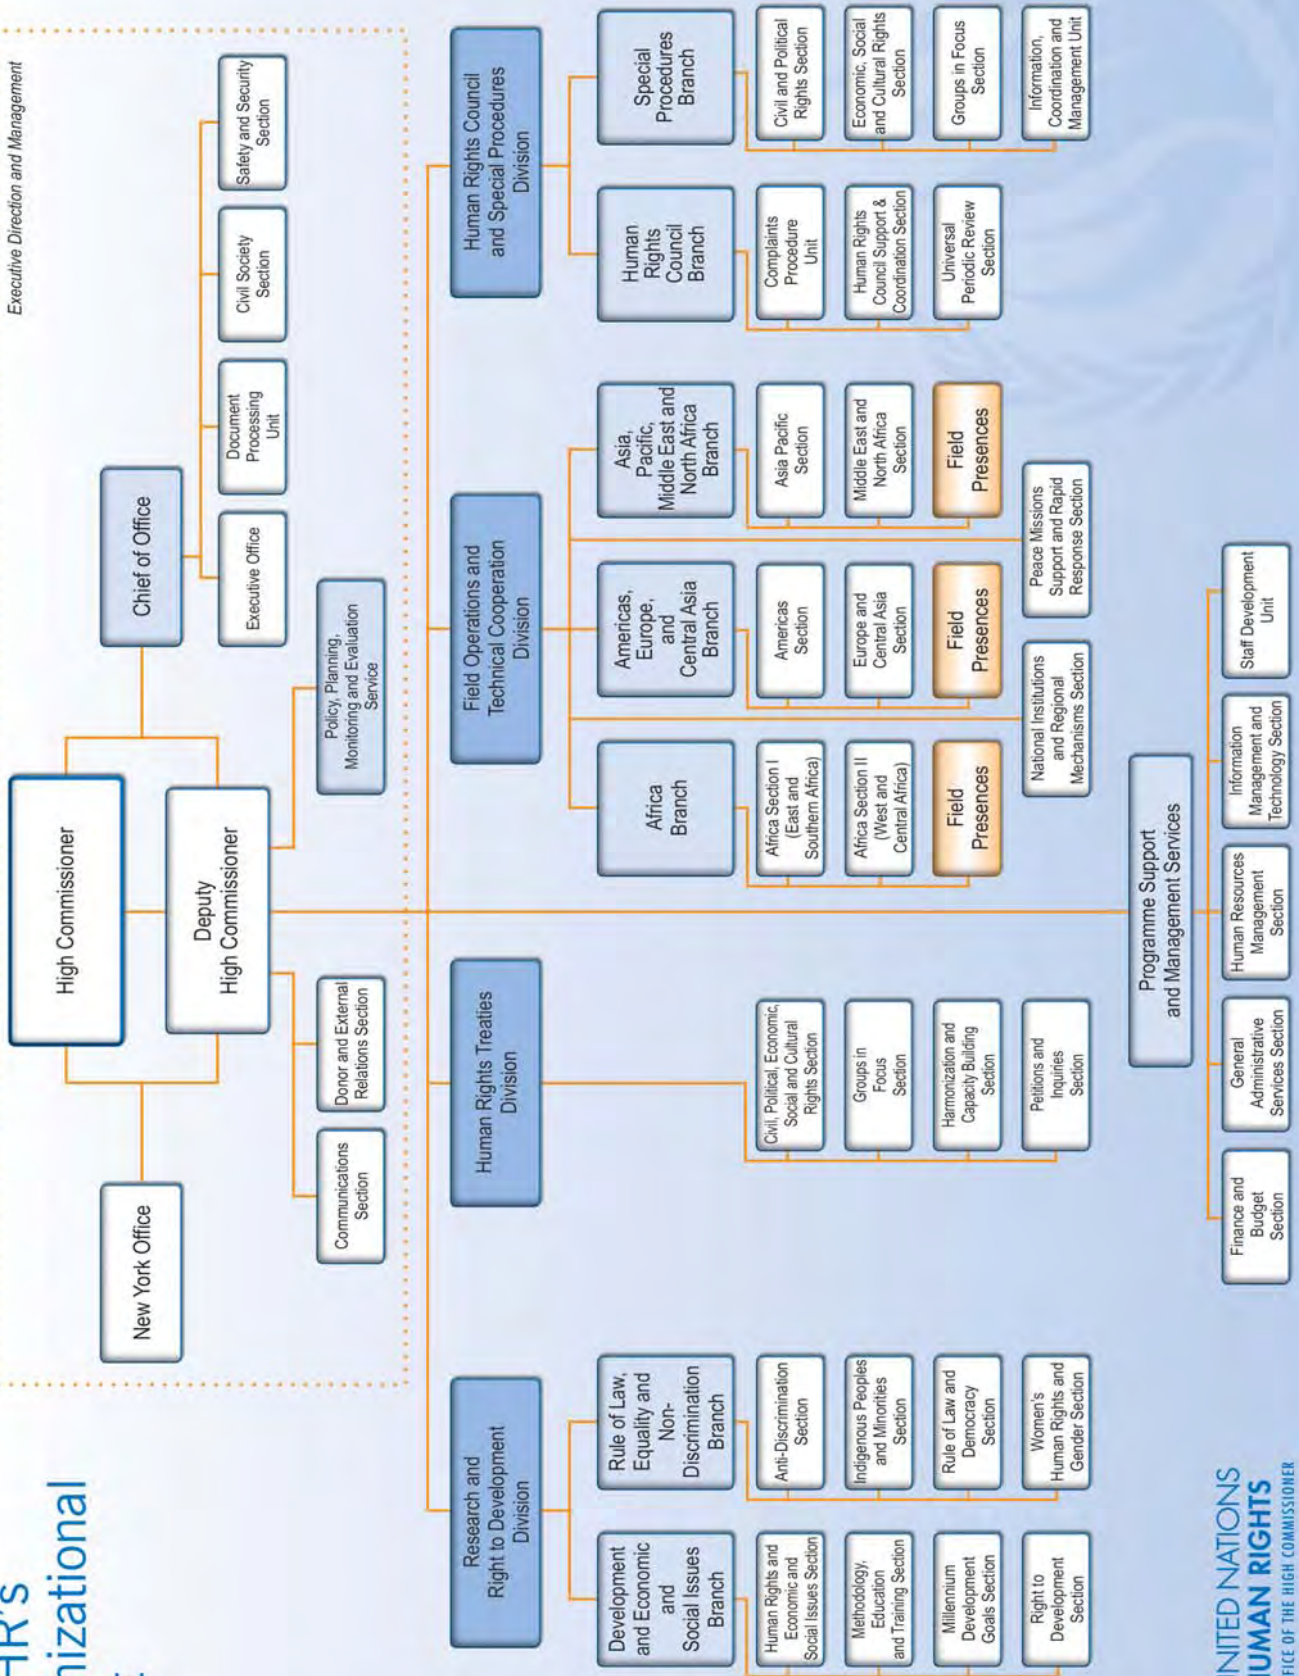 HR's
nizational
Executive Direction and Management
High Commissioner
Deputy
High Commissioner
New York Office
Chief of Office
Communications
Section
Donor and External
Relations Section
Policy, Planning,
Monitoring and Evaluation
Service
Executive Office
Document
Processing
Unit
Civil Society
Section
Safety and Security
Section
Research and
Right to Development
Division
Development
and Economic
and
Social Issues
Branch
Human Rights and
Economic and
Social Issues Section
Methodology,
Education
and Training Section
Millennium
Development
Goals Section
Right to
Development
Section
Rule of Law,
Equality and
Non-
Discrimination
Branch
Anti-Discrimination
Section
Indigenous Peoples
and Minorities
Section
Rule of Law and
Democracy
Section
Women's
Human Rights and
Gender Section
Human Rights Treaties
Division
Civil, Political, Economic,
Social and Cultural
Rights Section
Groups in
Focus
Section
Harmonization and
Capacity Building
Section
Petitions and
Inquiries
Section
Field Operations and
Technical Cooperation
Division
Africa
Branch
Africa Section I
(East and
Southern Africa)
Africa Section II
(West and
Central Africa)
Field
Presences
Americas,
Europe,
and
Central Asia
Branch
Americas
Section
Europe and
Central Asia
Section
Field
Presences
Asia,
Pacific,
Middle East and
North Africa
Branch
Asia Pacific
Section
Middle East and
North Africa
Section
Field
Presences
National Institutions
and Regional
Mechanisms Section
Peace Missions
Support and Rapid
Response Section
Human Rights Council
and Special Procedures
Division
Human
Rights
Council
Branch
Complaints
Procedure
Unit
Human Rights
Council Support &
Coordination Section
Universal
Periodic Review
Section
Special
Procedures
Branch
Civil and Political
Rights Section
Economic, Social
and Cultural Rights
Section
Groups in Focus
Section
Information,
Coordination and
Management Unit
Programme Support
and Management Services
Finance and
Budget
Section
General
Administrative
Services Section
Human Resources
Management
Section
Information
Management and
Technology Section
Staff Development
Unit
NITED NATIONS
UMAN RIGHTS
FICE OF THE HIGH COMMISSIONER